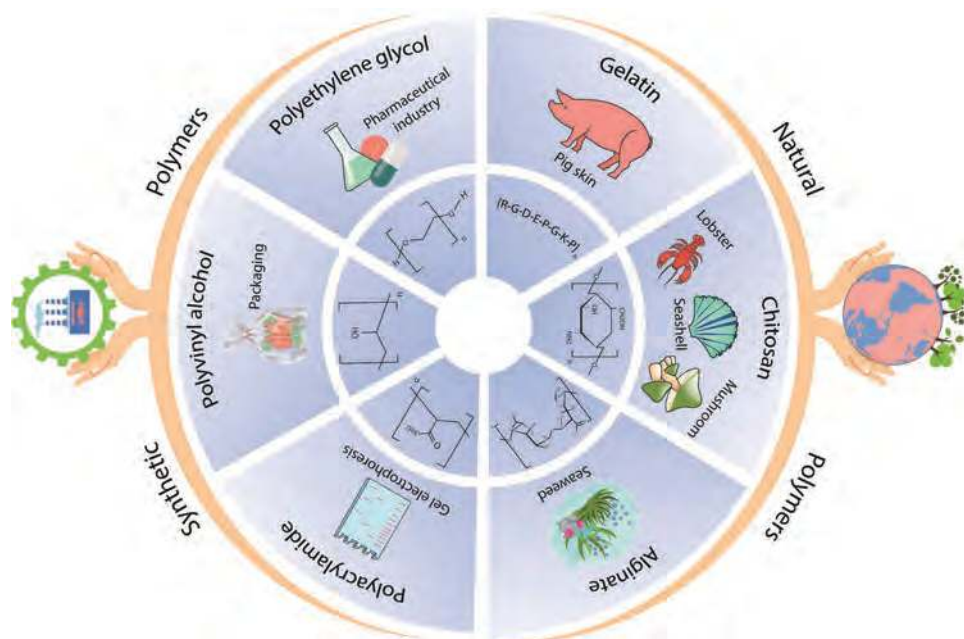 Synthetic
Polymers
Polyethylene glycol
Pharmaceutical
industry
Polyvinyl alcohol
Packaging
HO
Polyacrylamide
Gel electrophoresis
O
Natural
Polymers
Gelatin
Pig skin
(R-G-D-E-P-G-K-P)n
Chitosan
Lobster
Seashell
Mushroom
Alginate
Seaweed